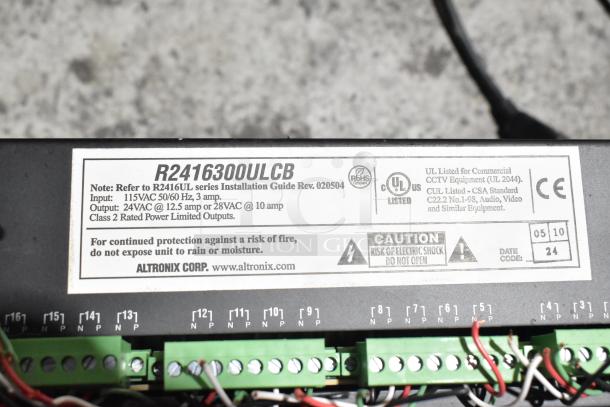 R2416300ULCB
Note: Refer to R2416UL series Installation Guide Rev. 020504
Input: 115VAC 50/60 Hz, 3 amp.
Output: 24VAC @ 12.5 amp or 28VAC @ 10 amp
Class 2 Rated Power Limited Outputs.
RoHS
C UL US
LISTED
UL Listed for Commercial
CCTV Equipment (UL 2044).
CUL Listed - CSA Standard
C22.2 No.1-98, Audio, Video
and Similar Equipment.
CE
For continued protection against a risk of fire,
do not expose unit to rain or moisture.
ALTRONIX CORP. www.altronix.com
CAUTION
RISK OF ELECTRIC SHOCK
DO NOT OPEN
DATE CODE:
05 10
24
16 15 14 13 12 11 10 9 8 7 6 5 4 3
N P N P N P N P N P N P N P N P N P N P N P N P N P N P